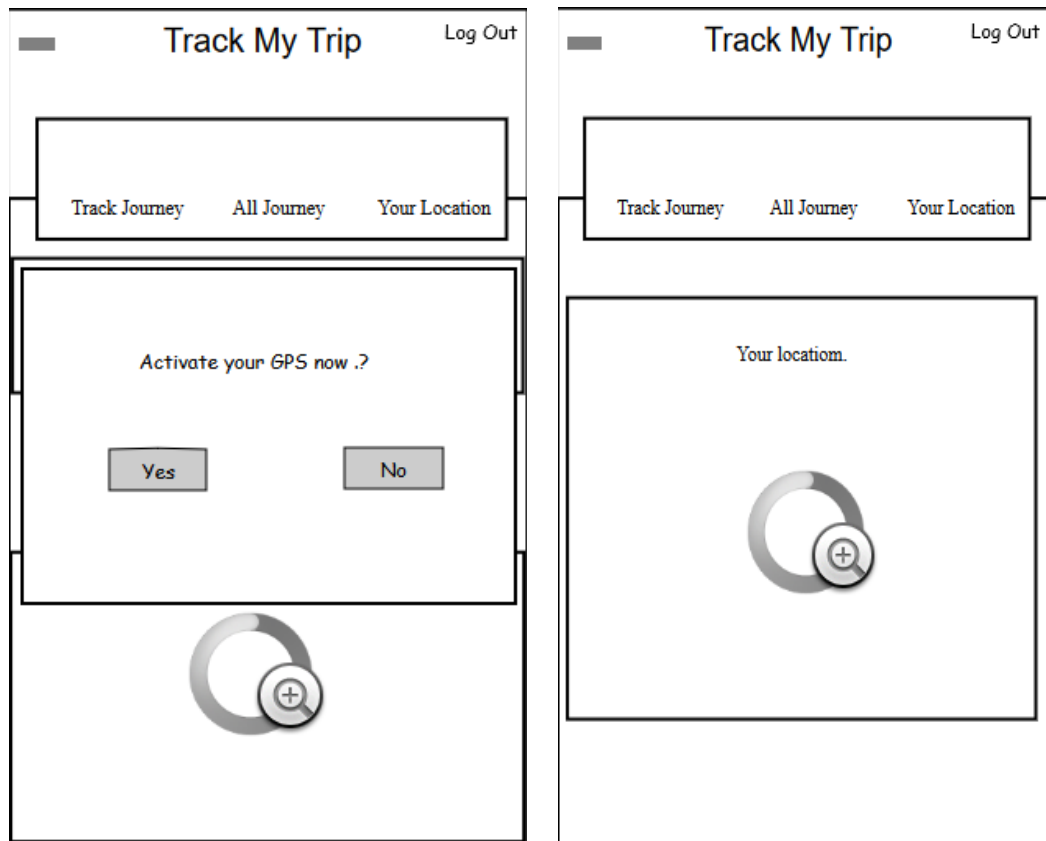 Track My Trip
Log Out
Track Journey
All Journey
Your Location
Activate your GPS now .?
Yes
No
Track My Trip
Log Out
Track Journey
All Journey
Your Location
Your locatiom.